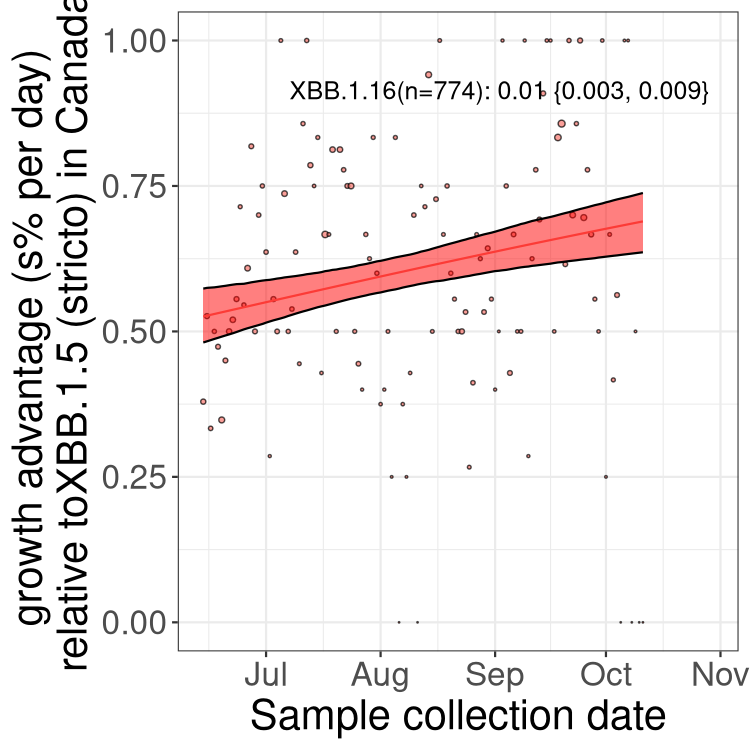 growth advantage (s% per day)
relative toXBB.1.5 (stricto) in Canada
1.00
0.75
0.50
0.25
0.00
XBB.1.16(n=774): 0.01 {0.003, 0.009}
Jul Aug Sep Oct Nov
Sample collection date